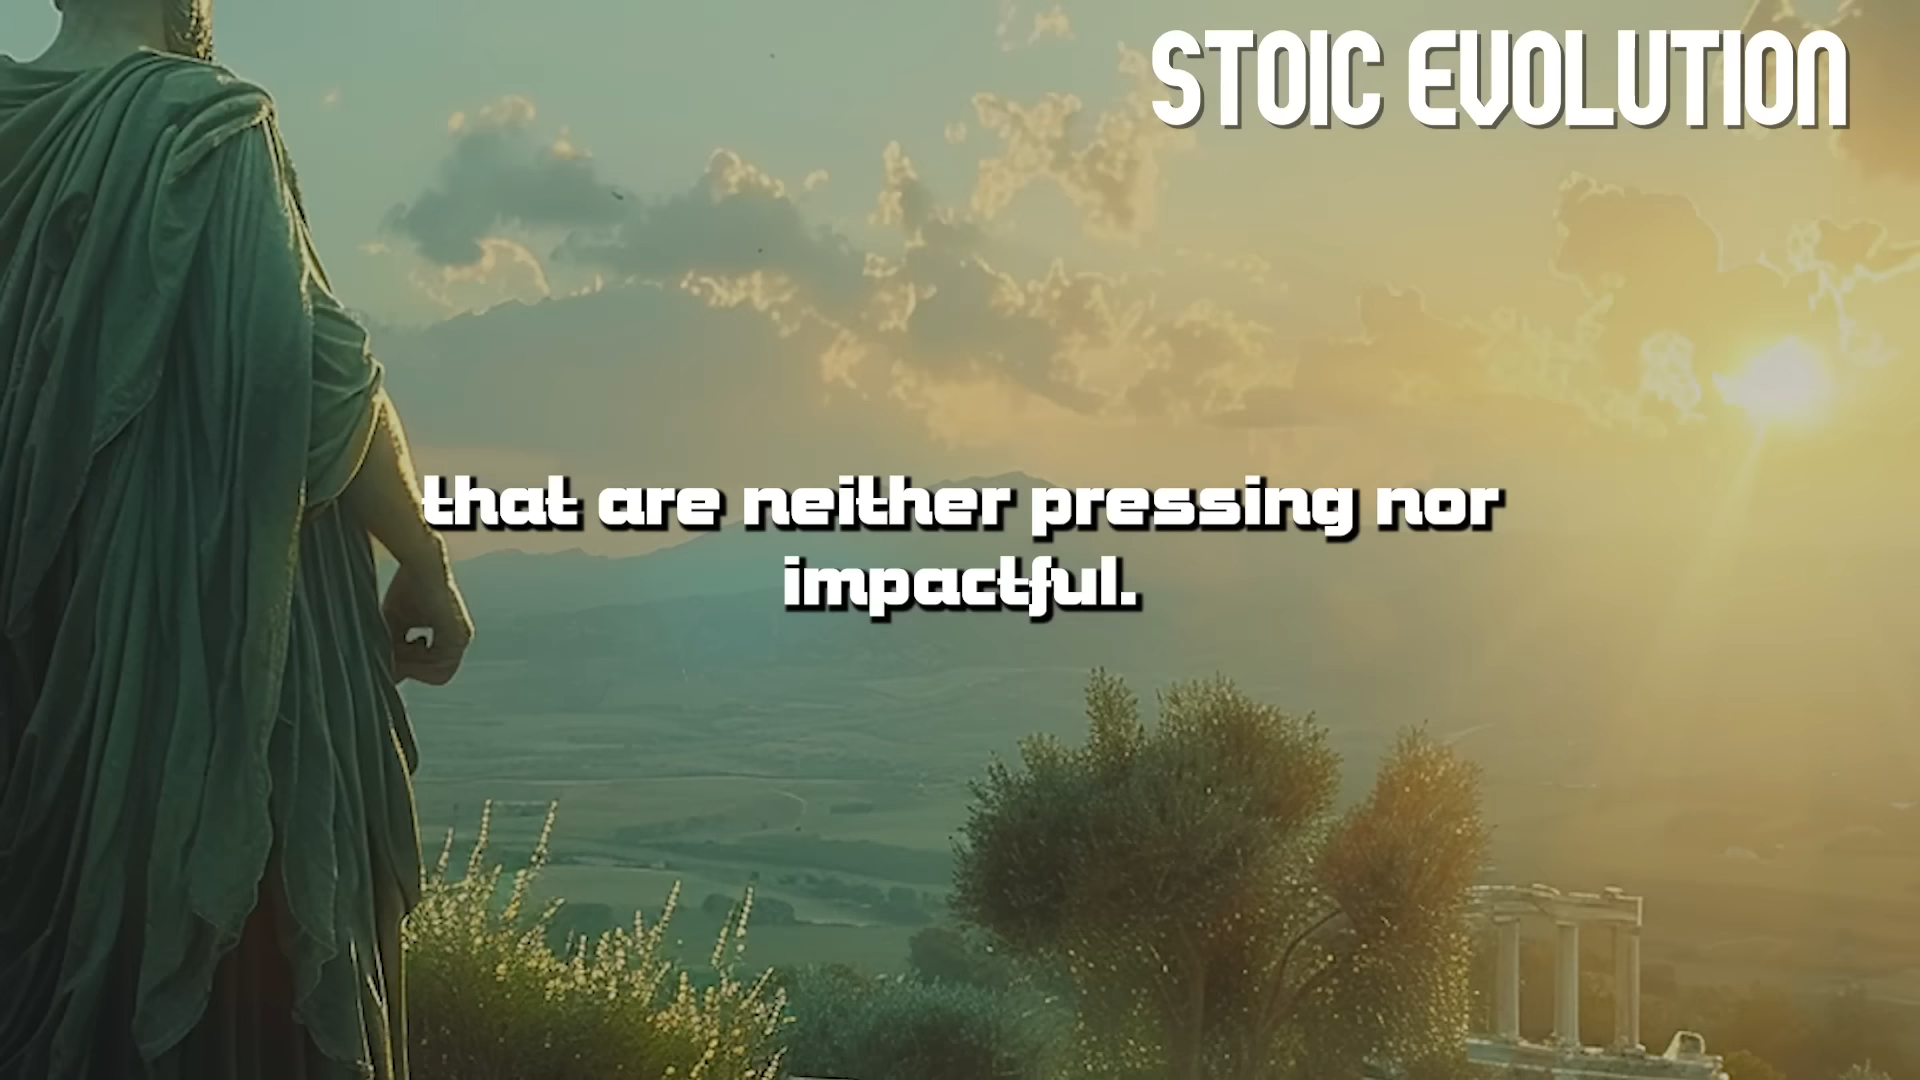 STOIC EVOLUTION
that are neither pressing nor
impactful.